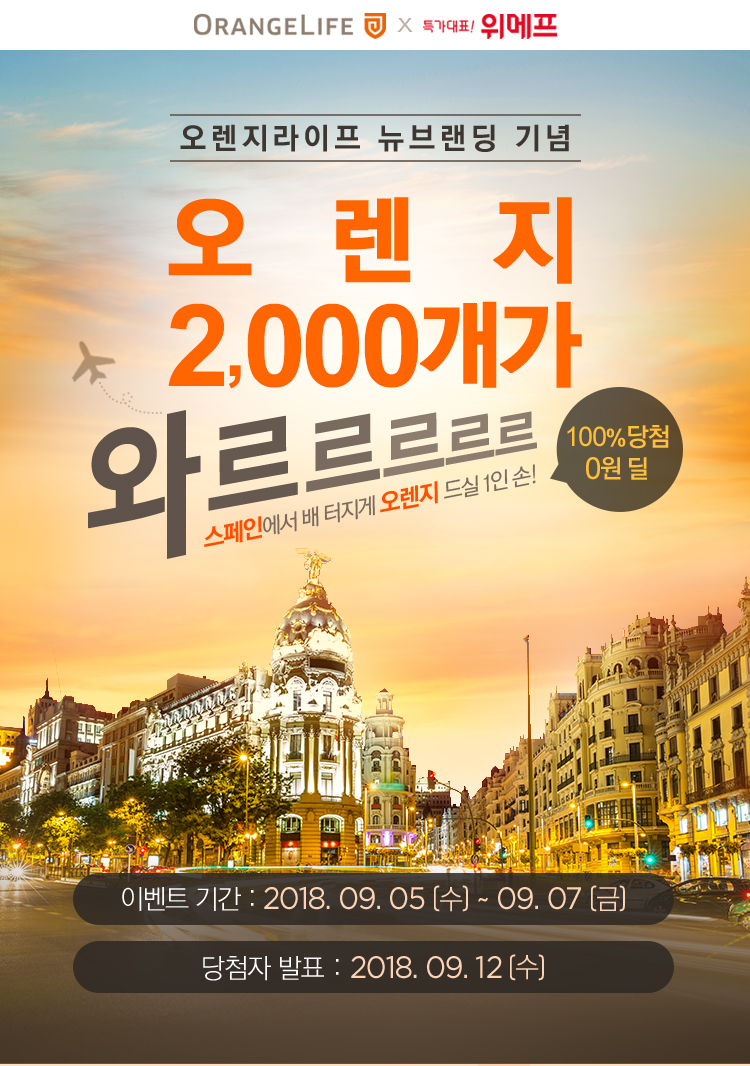 ORANGELIFE X 특가대표! 위메프
오렌지라이프 뉴브랜딩 기념
오 렌 지
2,000개가
와르르르르르
스페인에서 배 터지게 오렌지 드실 1인 손!
100%당첨
0원 딜
이벤트 기간 : 2018. 09. 05 (수) ~ 09. 07 (금)
당첨자 발표 : 2018. 09. 12 (수)